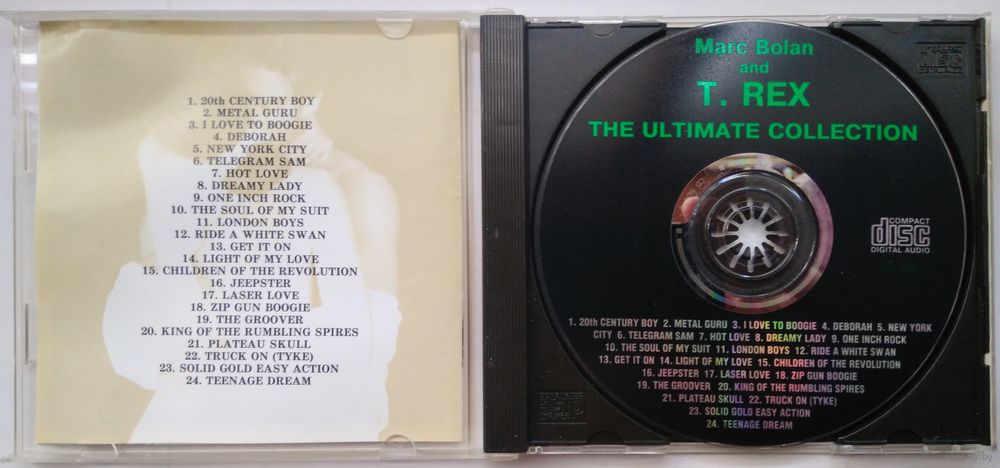 1. 20th CENTURY BOY
2. METAL GURU
3. I LOVE TO BOOGIE
4. DEBORAH
5. NEW YORK CITY
6. TELEGRAM SAM
7. HOT LOVE
8. DREAMY LADY
9. ONE INCH ROCK
10. THE SOUL OF MY SUIT
11. LONDON BOYS
12. RIDE A WHITE SWAN
13. GET IT ON
14. LIGHT OF MY LOVE
15. CHILDREN OF THE REVOLUTION
16. JEEPSTER
17. LASER LOVE
18. ZIP GUN BOOGIE
19. THE GROOVER
20. KING OF THE RUMBLING SPIRES
21. PLATEAU SKULL
22. TRUCK ON (TYKE)
23. SOLID GOLD EASY ACTION
24. TEENAGE DREAM
Marc Bolan
and
T. REX
THE ULTIMATE COLLECTION
COMPACT
disc
DIGITAL AUDIO
1. 20th CENTURY BOY 2. METAL GURU 3. I LOVE TO BOOGIE 4. DEBORAH 5. NEW YORK
CITY 6. TELEGRAM SAM 7. HOT LOVE 8. DREAMY LADY 9. ONE INCH ROCK
10. THE SOUL OF MY SUIT 11. LONDON BOYS 12. RIDE A WHITE SWAN
13. GET IT ON 14. LIGHT OF MY LOVE 15. CHILDREN OF THE REVOLUTION
16. JEEPSTER 17. LASER LOVE 18. ZIP GUN BOOGIE
19. THE GROOVER 20. KING OF THE RUMBLING SPIRES
21. PLATEAU SKULL 22. TRUCK ON (TYKE)
23. SOLID GOLD EASY ACTION
24. TEENAGE DREAM